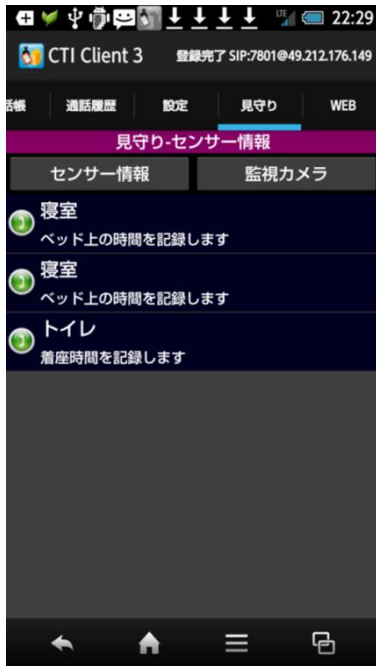 LTE 22:29
CTI Client 3 登録完了 SIP:7801@49.212.176.149
話帳 通話履歴 設定 見守り WEB
見守り-センサー情報
センサー情報 監視カメラ
寝室
ベッド上の時間を記録します
寝室
ベッド上の時間を記録します
トイレ
着座時間を記録します